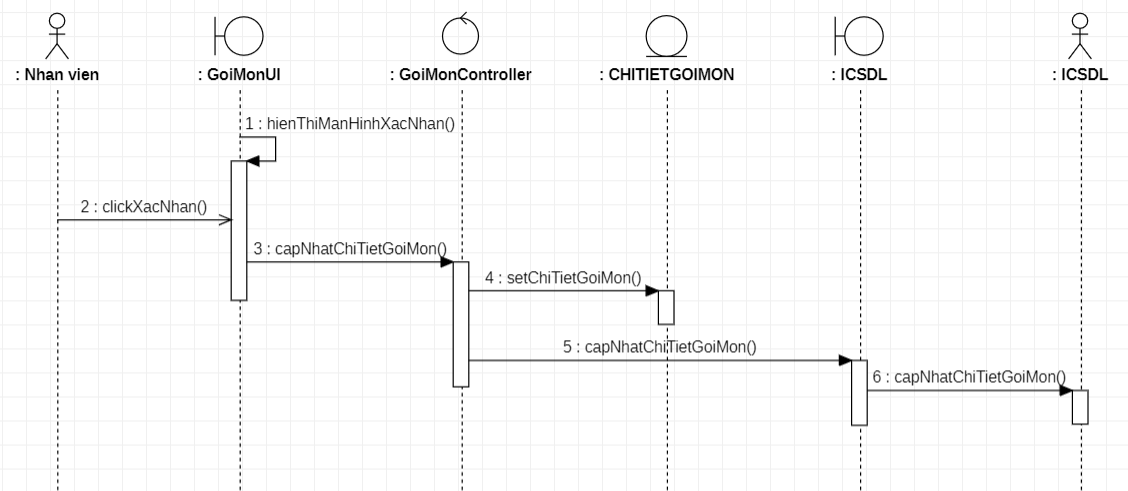 : Nhan vien
: GoiMonUI
: GoiMonController
: CHITIETGOIMON
: ICSDL
: ICSDL
1 : hienThiManHinhXacNhan()
2 : clickXacNhan()
3 : capNhatChiTietGoiMon()
4 : setChiTietGoiMon()
5 : capNhatChiTietGoiMon()
6 : capNhatChiTietGoiMon()